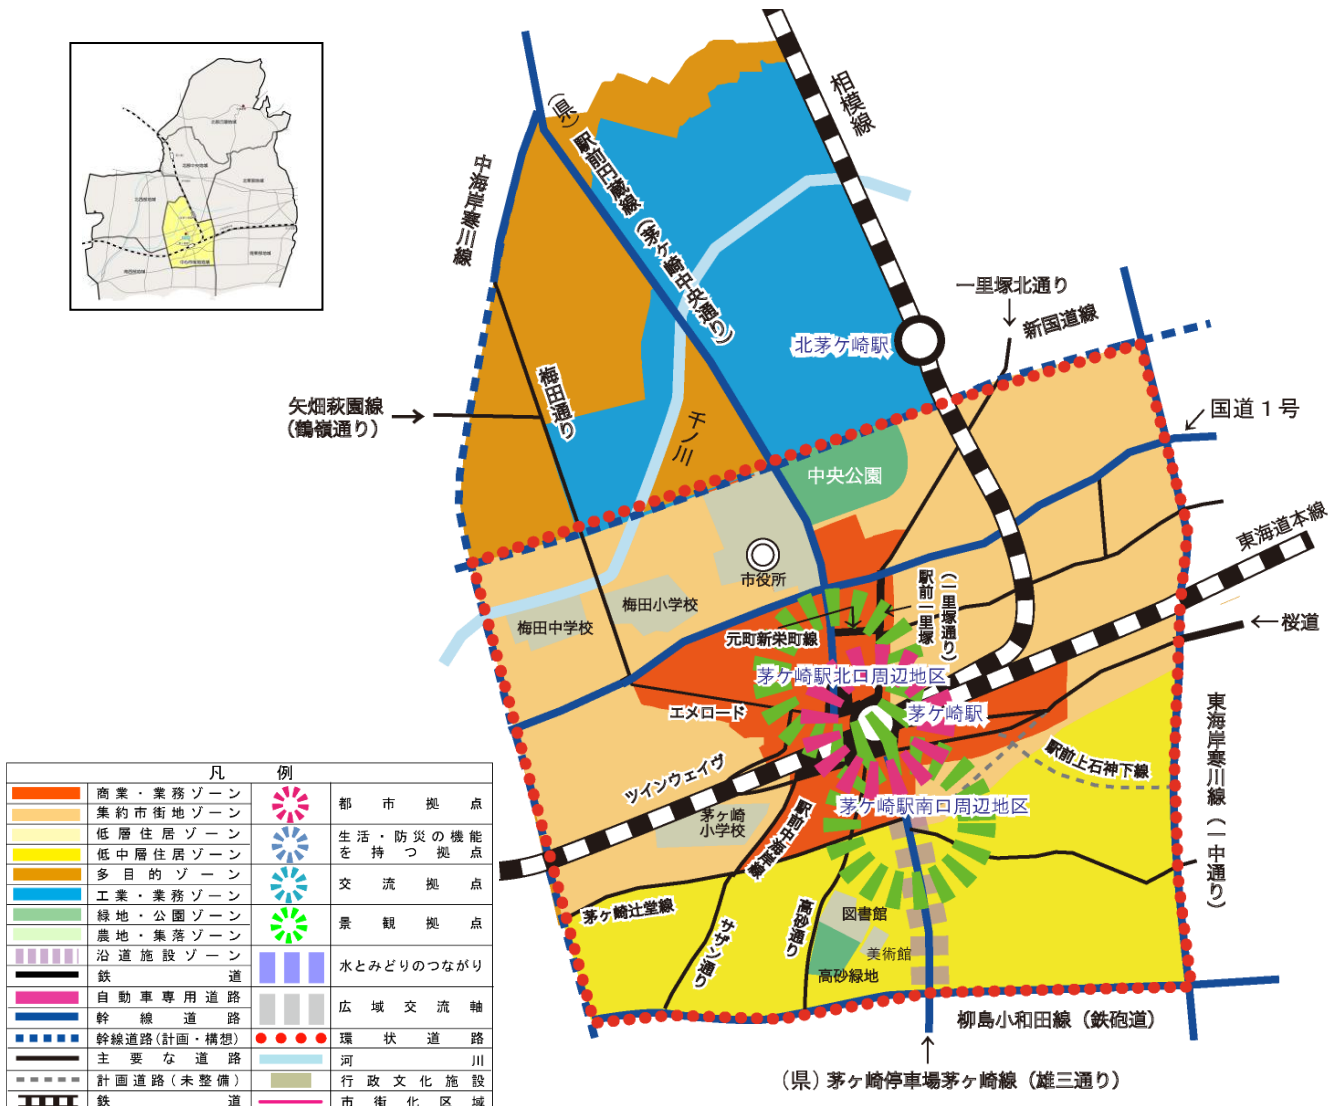 相模線
(県)
駅前円蔵線(茅ヶ崎中央通り)
中海岸寒川線
一里塚北通り
新国道線
北茅ケ崎駅
国道1号
矢畑萩園線
(鶴嶺通り)
梅田通り
千ノ川
中央公園
東海道本線
市役所
梅田小学校
梅田中学校
元町新栄町線
駅前一里塚
(一里塚通り)
桜道
茅ケ崎駅北口周辺地区
エメロード
茅ケ崎駅
東海岸寒川線(一中通り)
駅前上石神下線
ツインウェイヴ
茅ケ崎駅南口周辺地区
茅ヶ崎
小学校
駅前中海岸線
茅ヶ崎辻堂線
サザン通り
高砂通り
図書館
美術館
高砂緑地
柳島小和田線(鉄砲道)
(県)茅ヶ崎停車場茅ヶ崎線(雄三通り)
凡例
商業・業務ゾーン
集約市街地ゾーン
低層住居ゾーン
低中層住居ゾーン
多目的ゾーン
工業・業務ゾーン
緑地・公園ゾーン
農地・集落ゾーン
沿道施設ゾーン
鉄道
自動車専用道路
幹線道路
幹線道路(計画・構想)
主要な道路
計画道路(未整備)
鉄道
都市拠点
生活・防災の機能
を持つ拠点
交流拠点
景観拠点
水とみどりのつながり
広域交流軸
環状道路
河川
行政文化施設
市街化区域